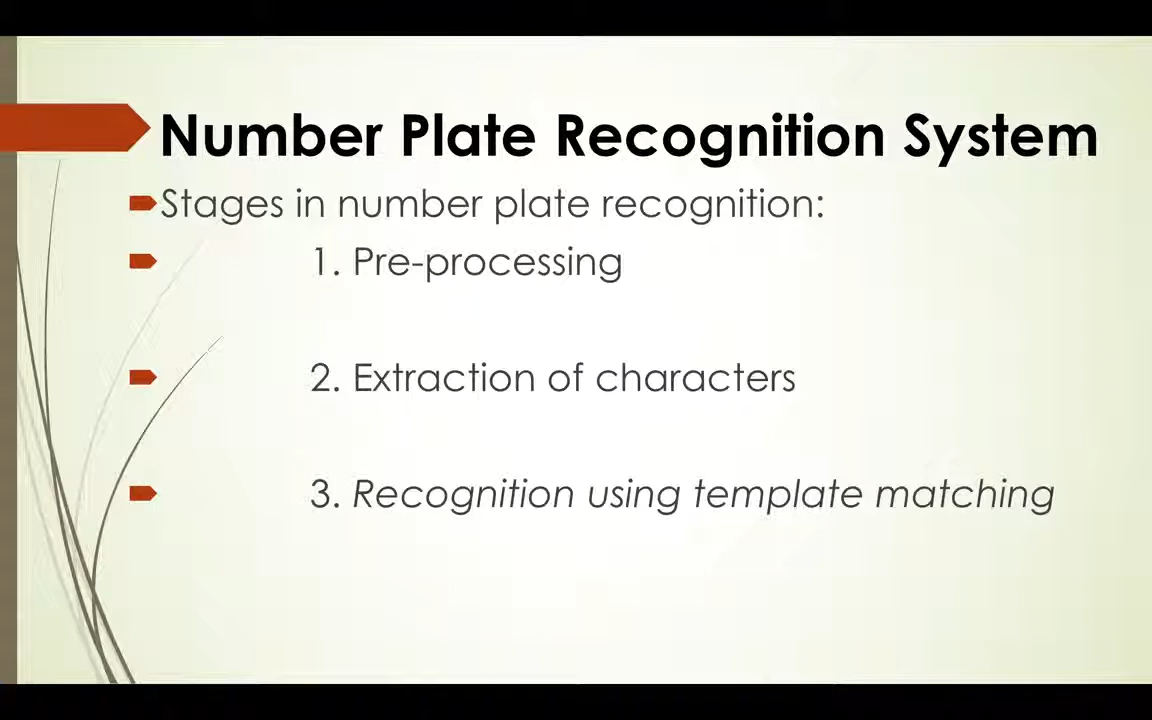 Number Plate Recognition System
Stages in number plate recognition:
1. Pre-processing
2. Extraction of characters
3. Recognition using template matching